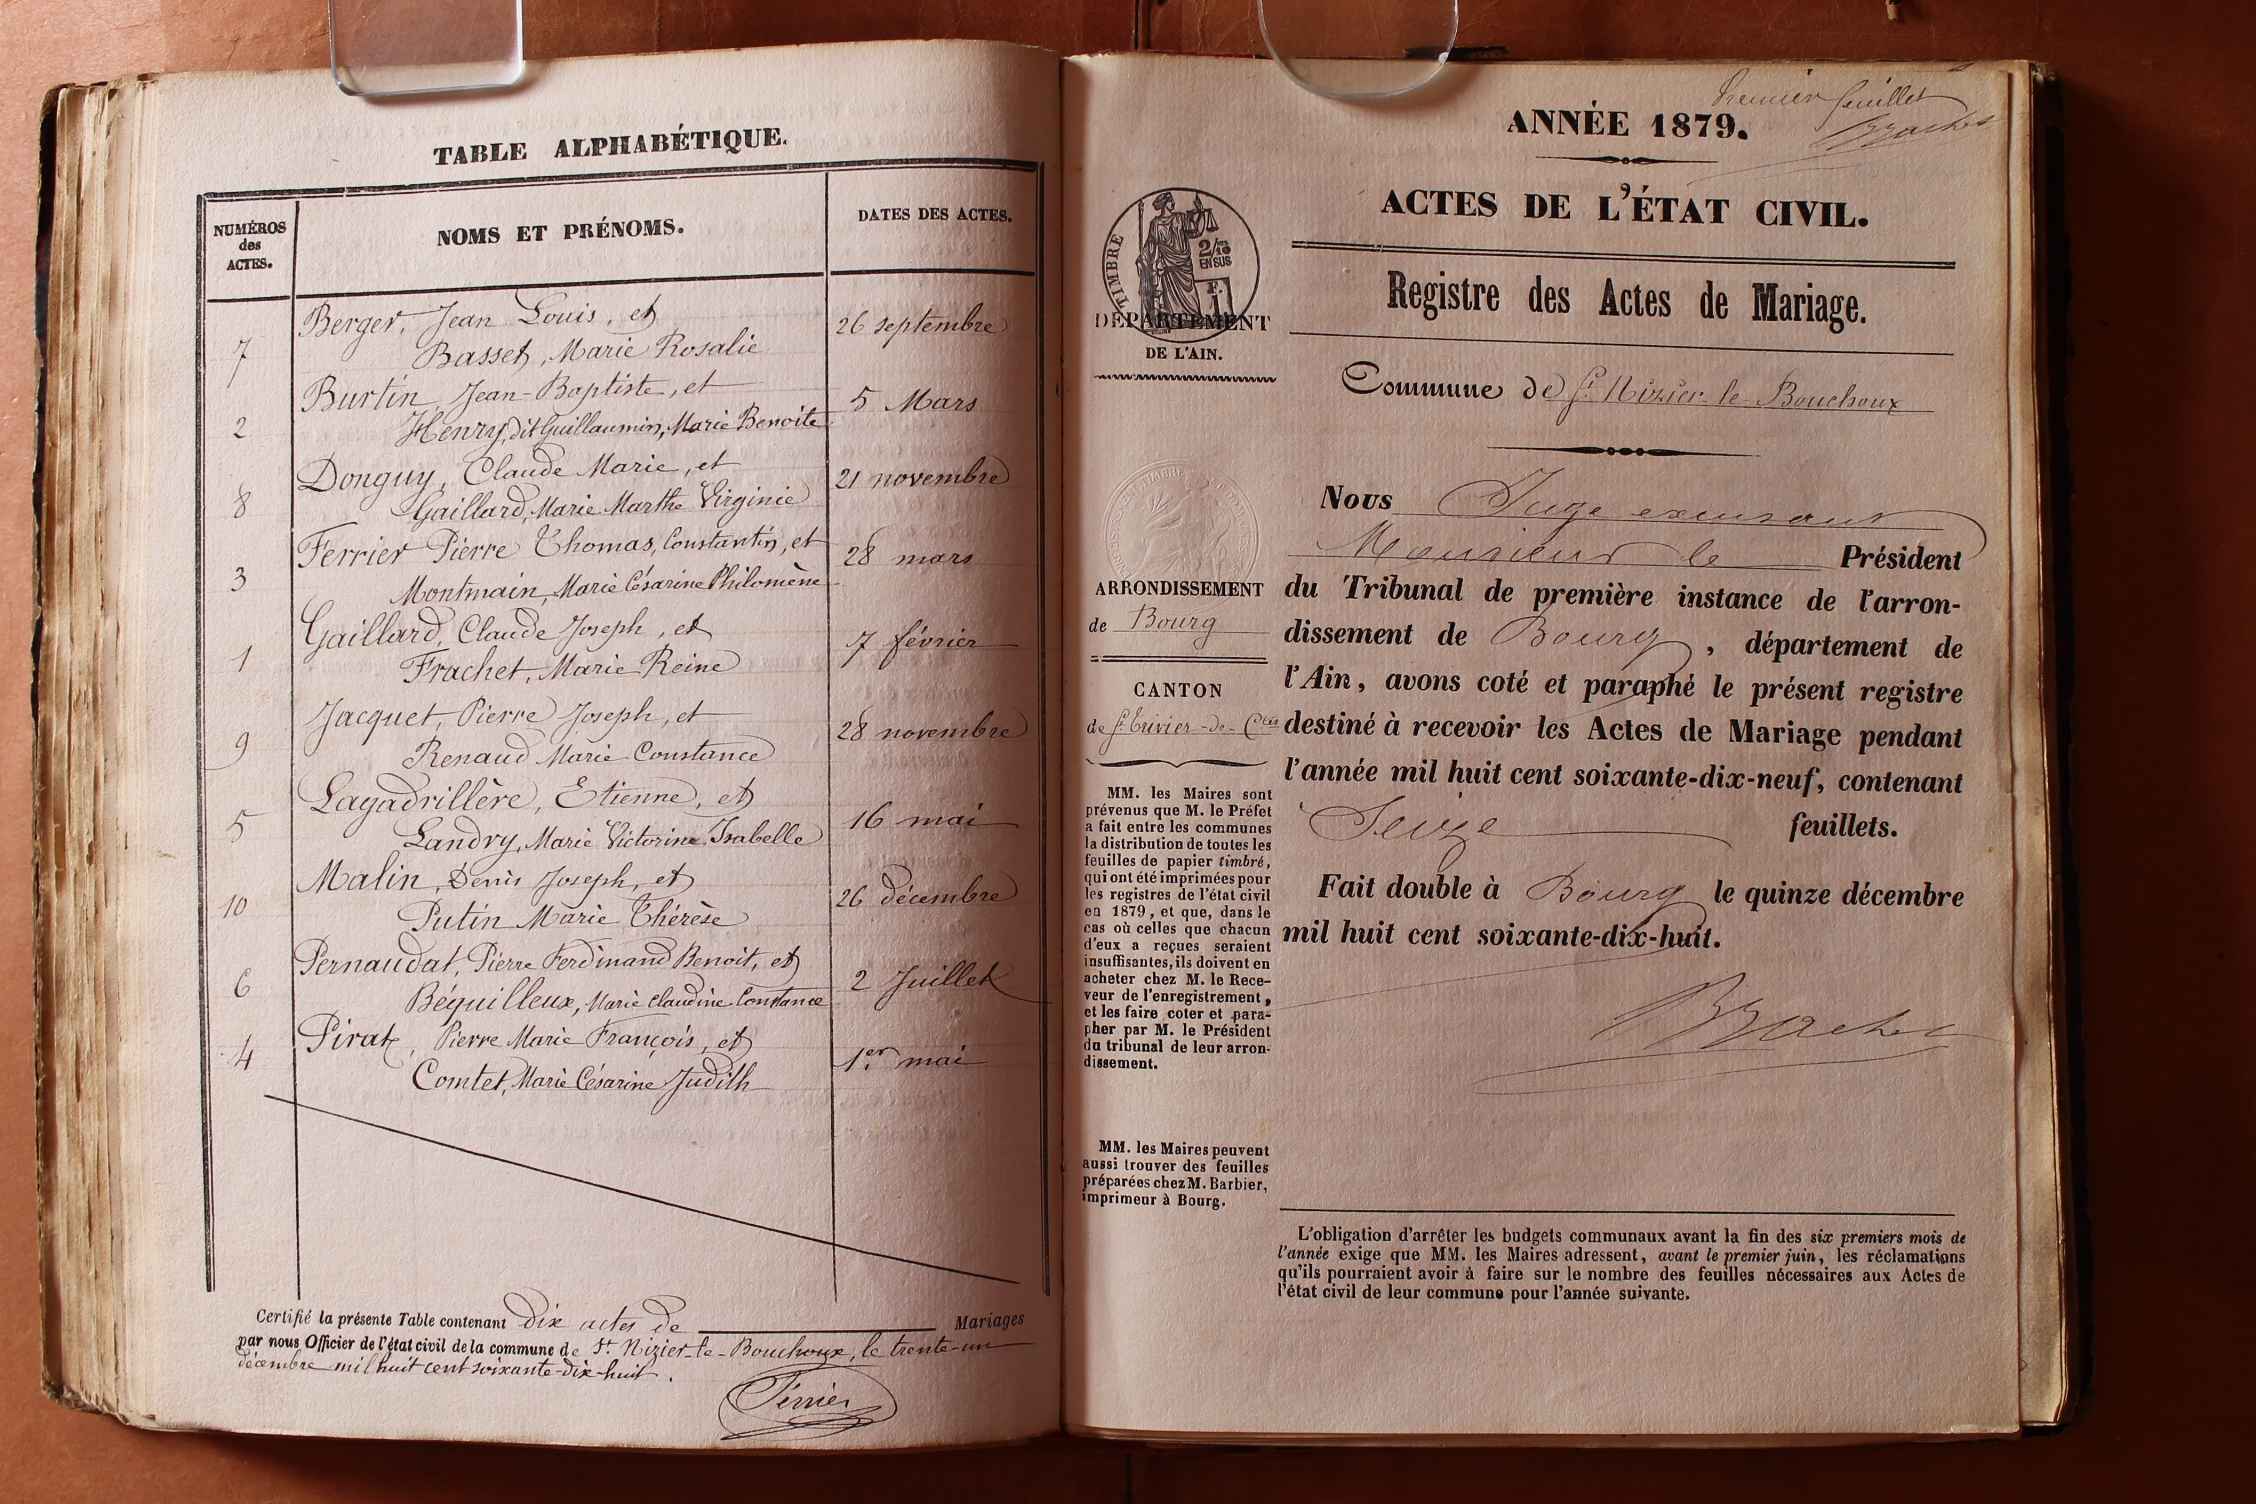 TABLE ALPHABÉTIQUE.
NUMÉROS
des
ACTES.
NOMS ET PRÉNOMS.
DATES DES ACTES.
Berger, Jean Louis, et
26 septembre
7
Basset, Marie Rosalie
Burtin, Jean-Baptiste, et
5 Mars
2
Henry, dit Guillaumin, Marie Benoite
Donguy, Claude Marie, et
21 novembre
8
Gaillard, Marie Marthe Virginie
Ferrier Pierre Thomas, Constantin, et
28 mars
3
Montmain, Marie Césarine Philomène
Gaillard, Claude Joseph, et
7 février
1
Frachet, Marie Reine
Jacquet, Pierre Joseph, et
28 novembre
9
Renaud Marie Constance
Lagadrillère, Etienne, et
16 mai
5
Landry, Marie Victorine Isabelle
Malin, Denis Joseph, et
26 décembre
10
Putin Marie Thérèse
Pernaudat, Pierre Ferdinand Benoit, et
2 Juillet
6
Béguilleux, Marie Claudine Constance
Pirat, Pierre Marie François, et
1er mai
4
Comtet, Marie Césarine Judith
Certifié la présente Table contenant dix actes de Mariages
par nous Officier de l'état civil de la commune de St Nizier-le-Bouchoux, le trente-un
décembre mil huit cent soixante-dix-huit.
Premier feuillet
ANNÉE 1879.
ACTES DE L'ÉTAT CIVIL.
TIMBRE
2/10
EN SUS
F.
1
DÉPARTEMENT
DE L'AIN.
Registre des Actes de Mariage.
Commune de St Nizier-le-Bouchoux
Nous Juge excusant
Monsieur le Président
du Tribunal de première instance de l'arron-
dissement de Bourg, département de
l'Ain, avons coté et paraphé le présent registre
destiné à recevoir les Actes de Mariage pendant
l'année mil huit cent soixante-dix-neuf, contenant
Seize feuillets.
Fait double à Bourg le quinze décembre
mil huit cent soixante-dix-huit.
ARRONDISSEMENT
de Bourg
CANTON
de St Trivier-de-Ctes
MM. les Maires sont
prévenus que M. le Préfet
a fait entre les communes
la distribution de toutes les
feuilles de papier timbré,
qui ont été imprimées pour
les registres de l'état civil
en 1879, et que, dans le
cas où celles que chacun
d'eux a reçues seraient
insuffisantes, ils doivent en
acheter chez M. le Rece-
veur de l'enregistrement,
et les faire coter et para-
pher par M. le Président
du tribunal de leur arron-
dissement.
MM. les Maires peuvent
aussi trouver des feuilles
préparées chez M. Barbier,
imprimeur à Bourg.
L'obligation d'arrêter les budgets communaux avant la fin des six premiers mois de
l'année exige que MM. les Maires adressent, avant le premier juin, les réclamations
qu'ils pourraient avoir à faire sur le nombre des feuilles nécessaires aux Actes de
l'état civil de leur commune pour l'année suivante.